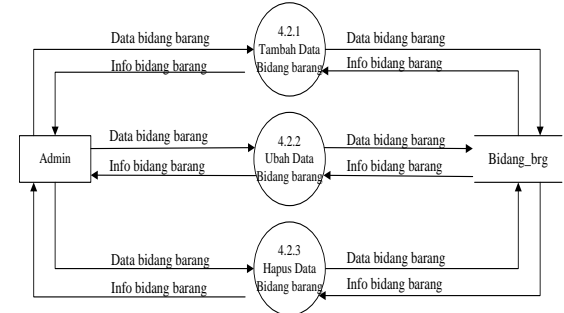 Data bidang barang
4.2.1
Tambah Data
Bidang barang
Data bidang barang
Info bidang barang
Info bidang barang
Admin
Data bidang barang
Info bidang barang
4.2.2
Ubah Data
Bidang barang
Data bidang barang
Info bidang barang
Bidang_brg
Data bidang barang
Info bidang barang
4.2.3
Hapus Data
Bidang barang
Data bidang barang
Info bidang barang